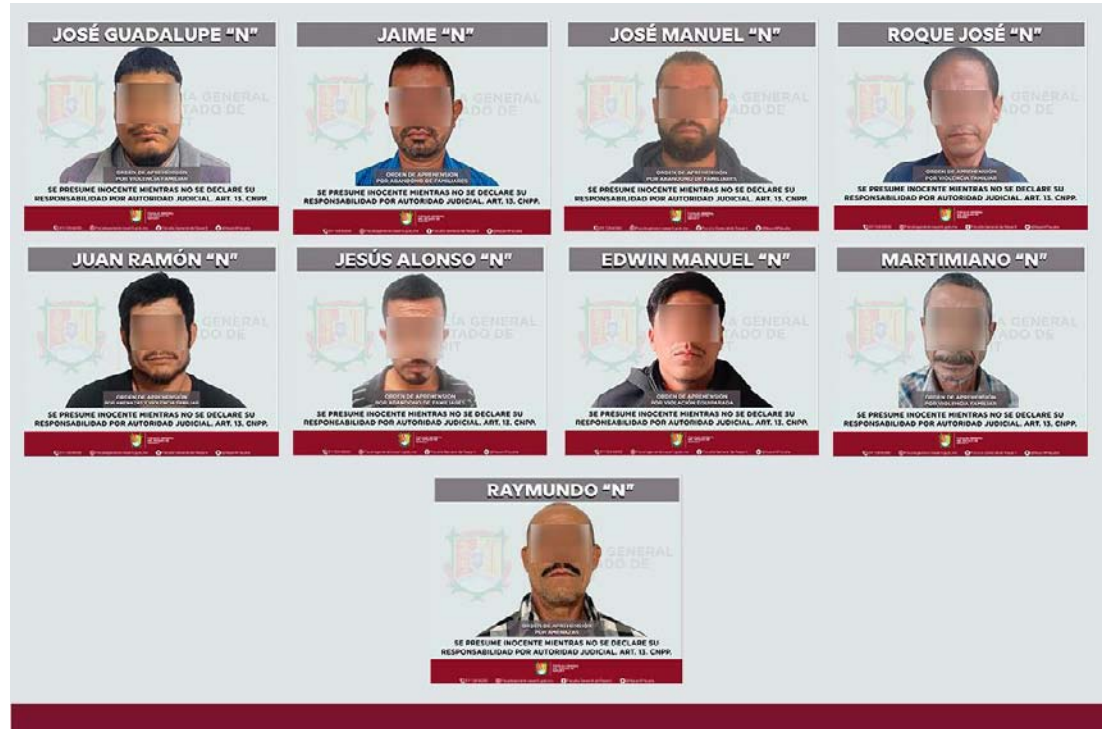 JOSÉ GUADALUPE "N"
ORDEN DE APREHENSIÓN
POR VIOLENCIA FAMILIAR
SE PRESUME INOCENTE MIENTRAS NO SE DECLARE SU
RESPONSABILIDAD POR AUTORIDAD JUDICIAL. ART. 13. CNPP.
JAIME "N"
ORDEN DE APREHENSIÓN
POR ABANDONO DE FAMILIARES
SE PRESUME INOCENTE MIENTRAS NO SE DECLARE SU
RESPONSABILIDAD POR AUTORIDAD JUDICIAL. ART. 13. CNPP.
JOSÉ MANUEL "N"
ORDEN DE APREHENSIÓN
POR ABANDONO DE FAMILIARES
SE PRESUME INOCENTE MIENTRAS NO SE DECLARE SU
RESPONSABILIDAD POR AUTORIDAD JUDICIAL. ART. 13. CNPP.
ROQUE JOSÉ "N"
ORDEN DE APREHENSIÓN
POR VIOLENCIA FAMILIAR
SE PRESUME INOCENTE MIENTRAS NO SE DECLARE SU
RESPONSABILIDAD POR AUTORIDAD JUDICIAL. ART. 13. CNPP.
JUAN RAMÓN "N"
ORDEN DE APREHENSIÓN
POR AMENAZAS Y VIOLENCIA FAMILIAR
SE PRESUME INOCENTE MIENTRAS NO SE DECLARE SU
RESPONSABILIDAD POR AUTORIDAD JUDICIAL. ART. 13. CNPP.
JESÚS ALONSO "N"
ORDEN DE APREHENSIÓN
POR ABANDONO DE FAMILIARES
SE PRESUME INOCENTE MIENTRAS NO SE DECLARE SU
RESPONSABILIDAD POR AUTORIDAD JUDICIAL. ART. 13. CNPP.
EDWIN MANUEL "N"
ORDEN DE APREHENSIÓN
POR VIOLACIÓN EQUIPARADA
SE PRESUME INOCENTE MIENTRAS NO SE DECLARE SU
RESPONSABILIDAD POR AUTORIDAD JUDICIAL. ART. 13. CNPP.
MARTIMIANO "N"
ORDEN DE APREHENSIÓN
POR VIOLENCIA FAMILIAR
SE PRESUME INOCENTE MIENTRAS NO SE DECLARE SU
RESPONSABILIDAD POR AUTORIDAD JUDICIAL. ART. 13. CNPP.
RAYMUNDO "N"
GENERAL
DO DE
ORDEN DE APREHENSIÓN
POR AMENAZAS
SE PRESUME INOCENTE MIENTRAS NO SE DECLARE SU
RESPONSABILIDAD POR AUTORIDAD JUDICIAL. ART. 13. CNPP.